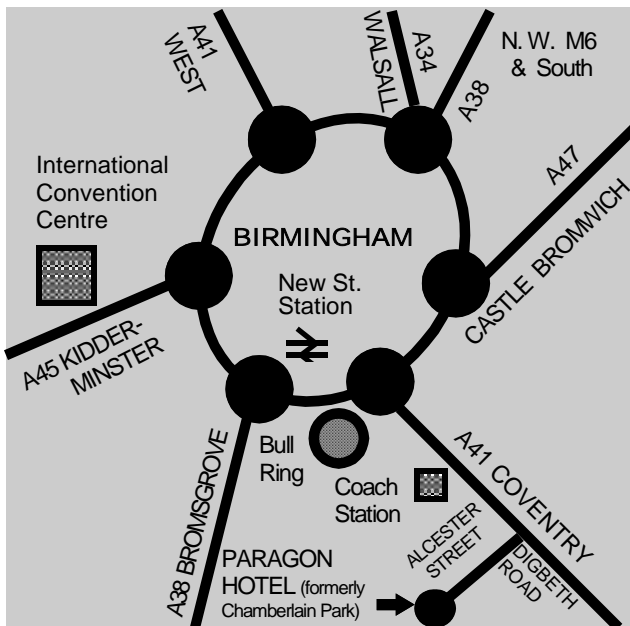 A41
WEST
A34
WALSALL
A38
N. W. M6
& South
A47
CASTLE BROMWICH
International
Convention
Centre
BIRMINGHAM
New St.
Station
A45 KIDDER-
MINSTER
A38 BROMSGROVE
Bull
Ring
Coach
Station
A41 COVENTRY
ALCESTER
STREET
DIGBETH
ROAD
PARAGON
HOTEL (formerly
Chamberlain Park)